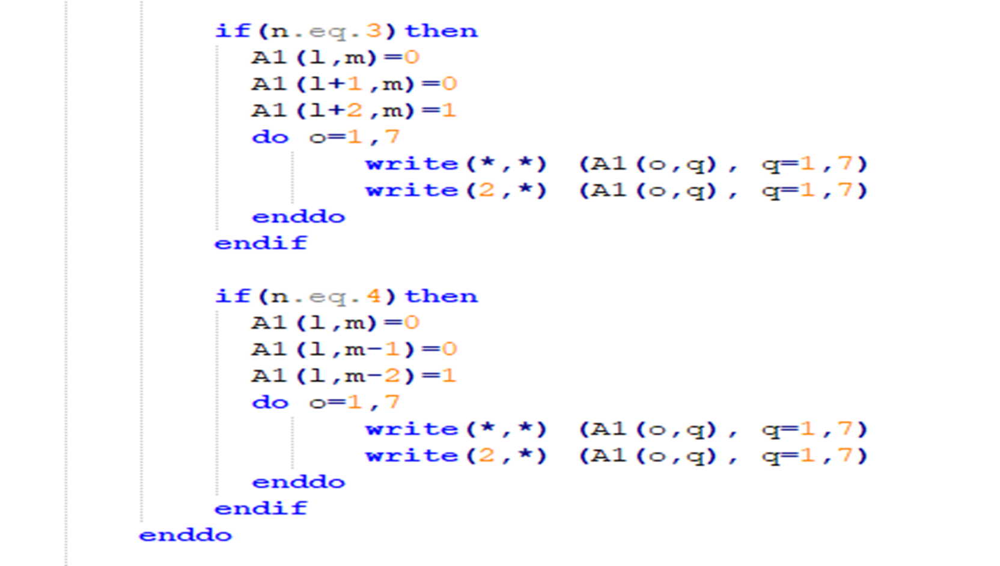 if(n.eq.3)then
A1(l,m)=0
A1(l+1,m)=0
A1(l+2,m)=1
do o=1,7
write(*,*) (A1(o,q), q=1,7)
write(2,*) (A1(o,q), q=1,7)
enddo
endif
if(n.eq.4)then
A1(l,m)=0
A1(l,m-1)=0
A1(l,m-2)=1
do o=1,7
write(*,*) (A1(o,q), q=1,7)
write(2,*) (A1(o,q), q=1,7)
enddo
endif
enddo